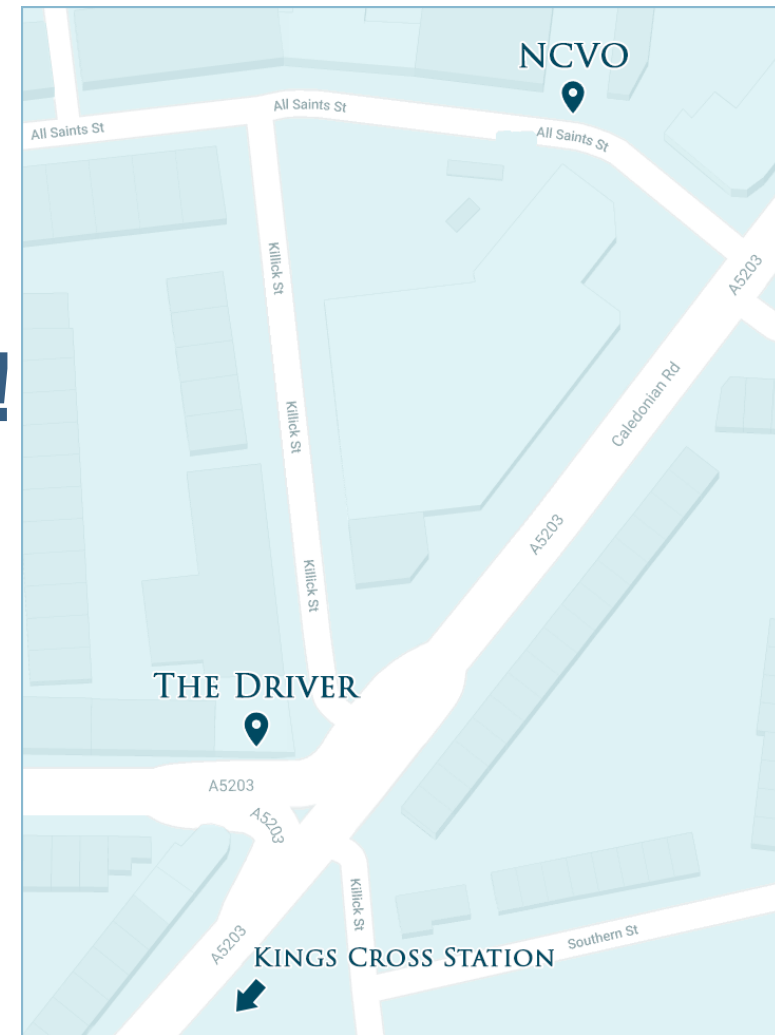 NCVO
All Saints St
All Saints St
All Saints St
A5203
Killick St
Caledonian Rd
Killick St
A5203
Killick St
THE DRIVER
A5203
A5203
Killick St
A5203
Southern St
KINGS CROSS STATION